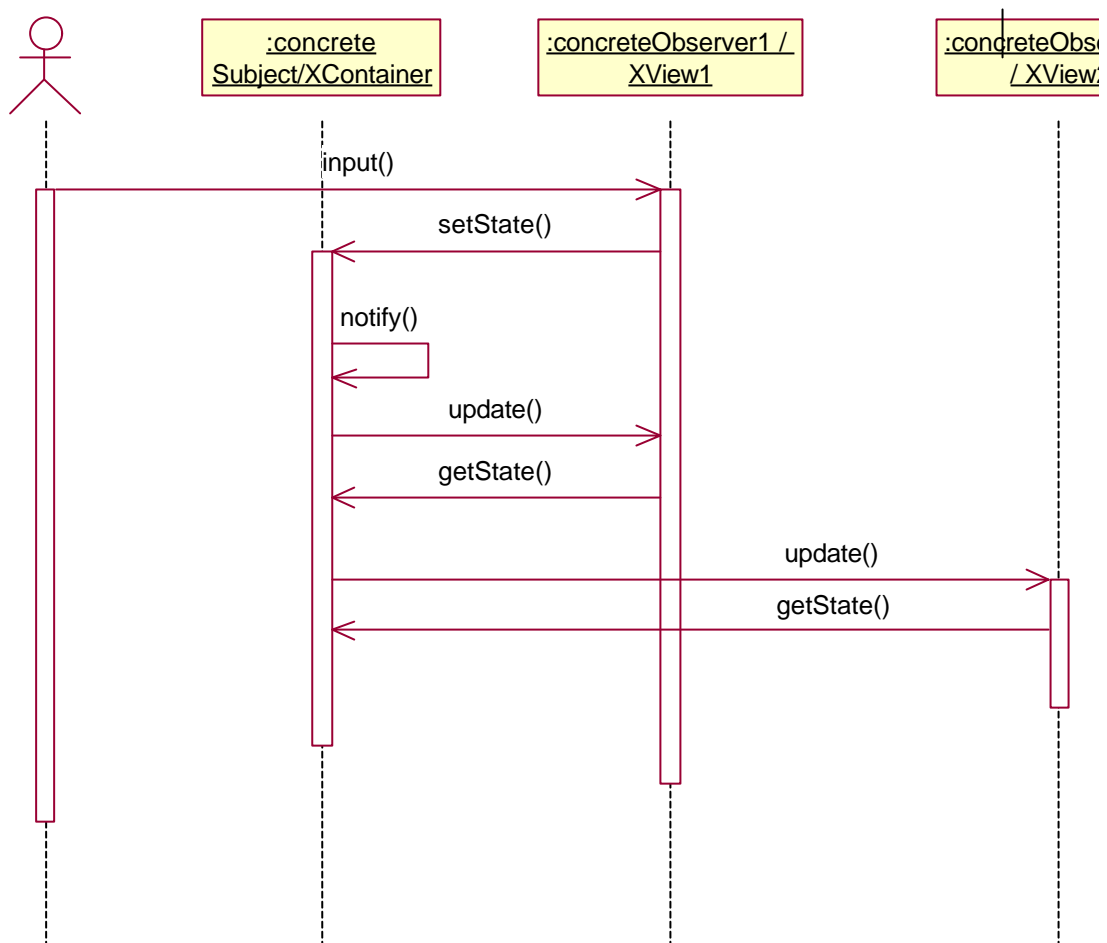 :concrete
Subject/XContainer
:concreteObserver1 /
XView1
/
input()
setState()
notify()
update()
getState()
update()
getState()